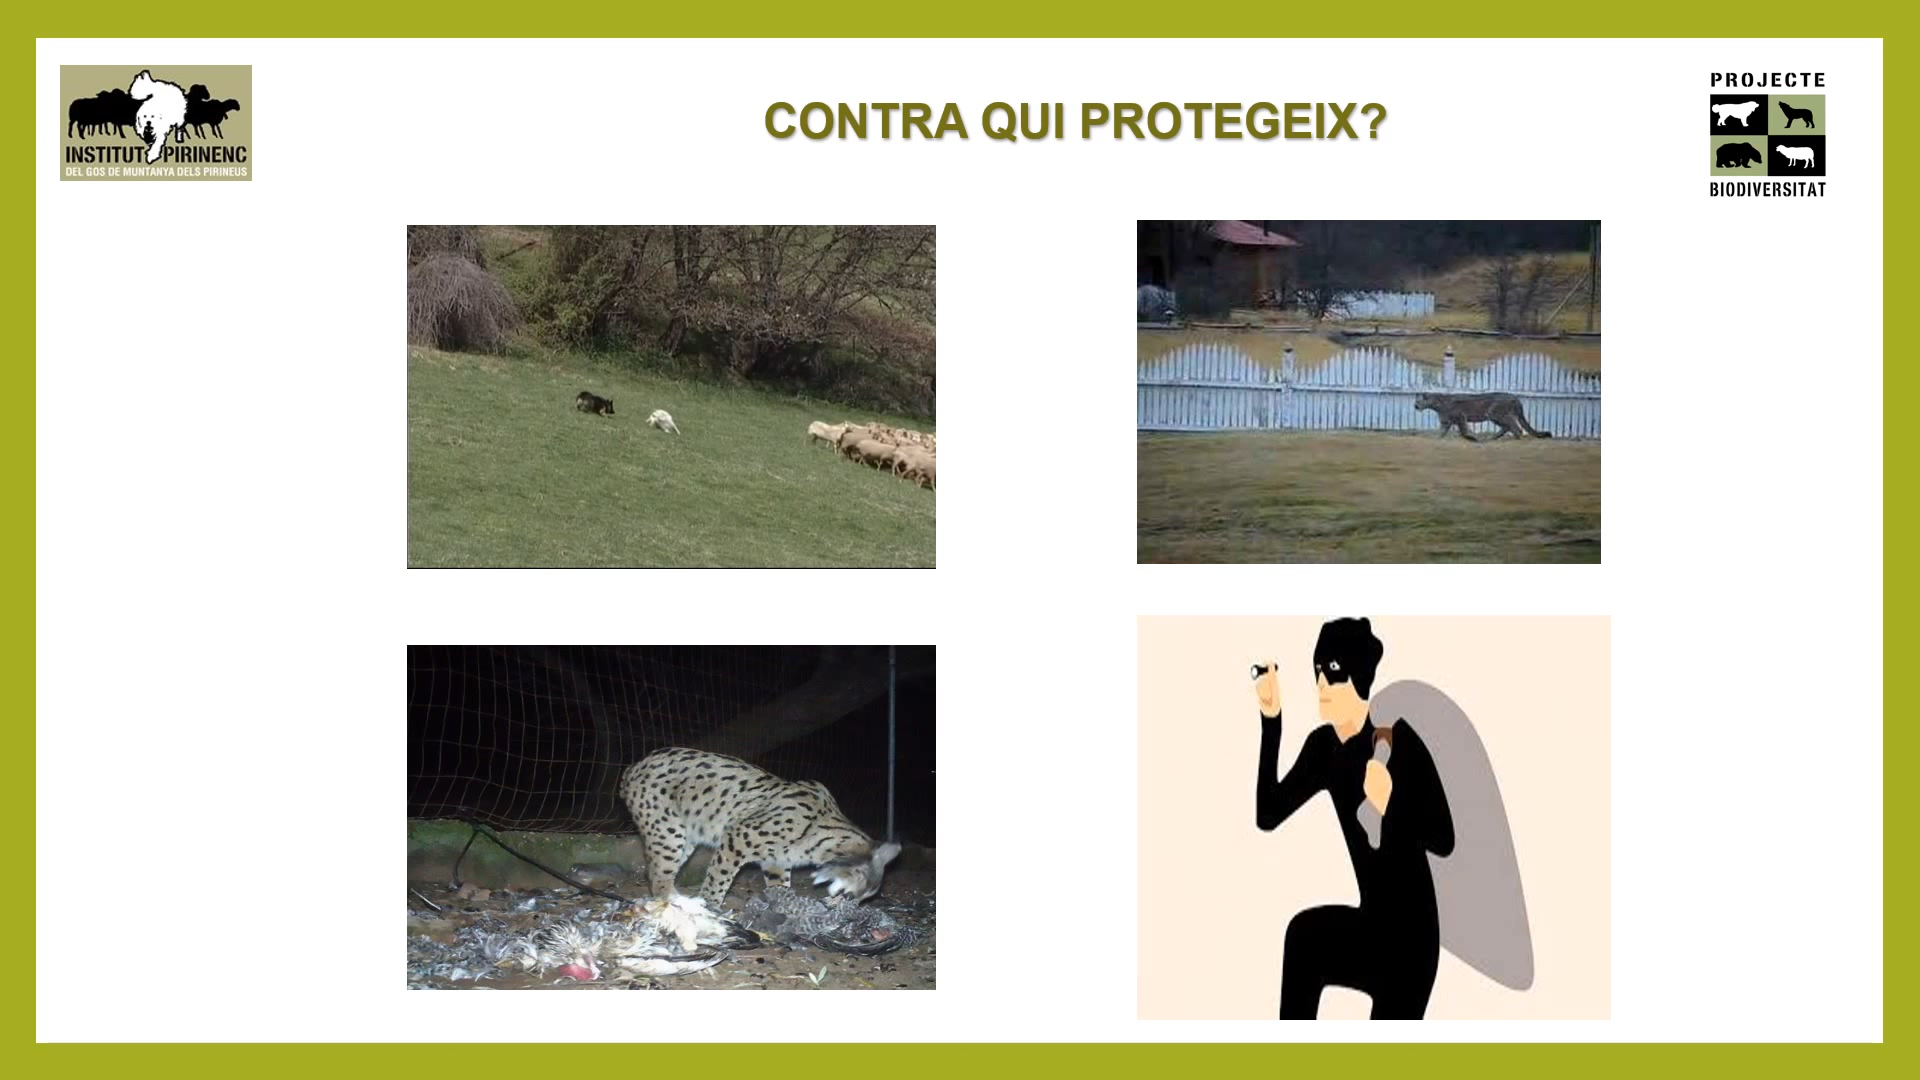 INSTITUT PIRINENC
DEL GOS DE MUNTANYA DELS PIRINEUS
CONTRA QUI PROTEGEIX?
PROJECTE
BIODIVERSITAT